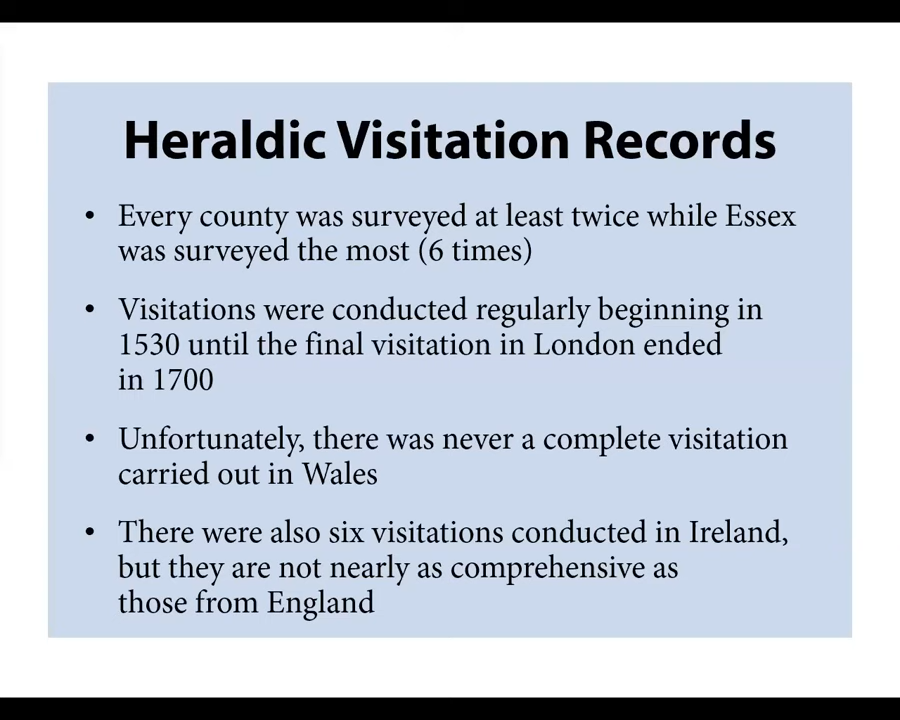 Heraldic Visitation Records
• Every county was surveyed at least twice while Essex
was surveyed the most (6 times)
• Visitations were conducted regularly beginning in
1530 until the final visitation in London ended
in 1700
• Unfortunately, there was never a complete visitation
carried out in Wales
• There were also six visitations conducted in Ireland,
but they are not nearly as comprehensive as
those from England